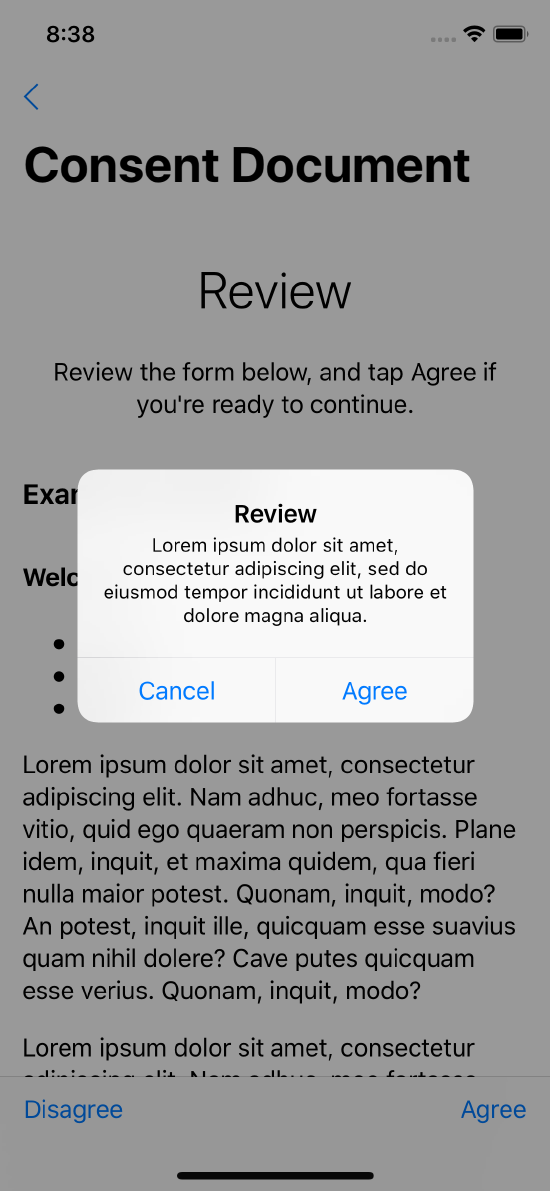 8:38
Consent Document
Review
Review the form below, and tap Agree if
you're ready to continue.
Review
Lorem ipsum dolor sit amet,
consectetur adipiscing elit, sed do
eiusmod tempor incididunt ut labore et
dolore magna aliqua.
Cancel Agree
Lorem ipsum dolor sit amet, consectetur
adipiscing elit. Nam adhuc, meo fortasse
vitio, quid ego quaeram non perspicis. Plane
idem, inquit, et maxima quidem, qua fieri
nulla maior potest. Quonam, inquit, modo?
An potest, inquit ille, quicquam esse suavius
quam nihil dolere? Cave putes quicquam
esse verius. Quonam, inquit, modo?
Lorem ipsum dolor sit amet, consectetur
Disagree Agree